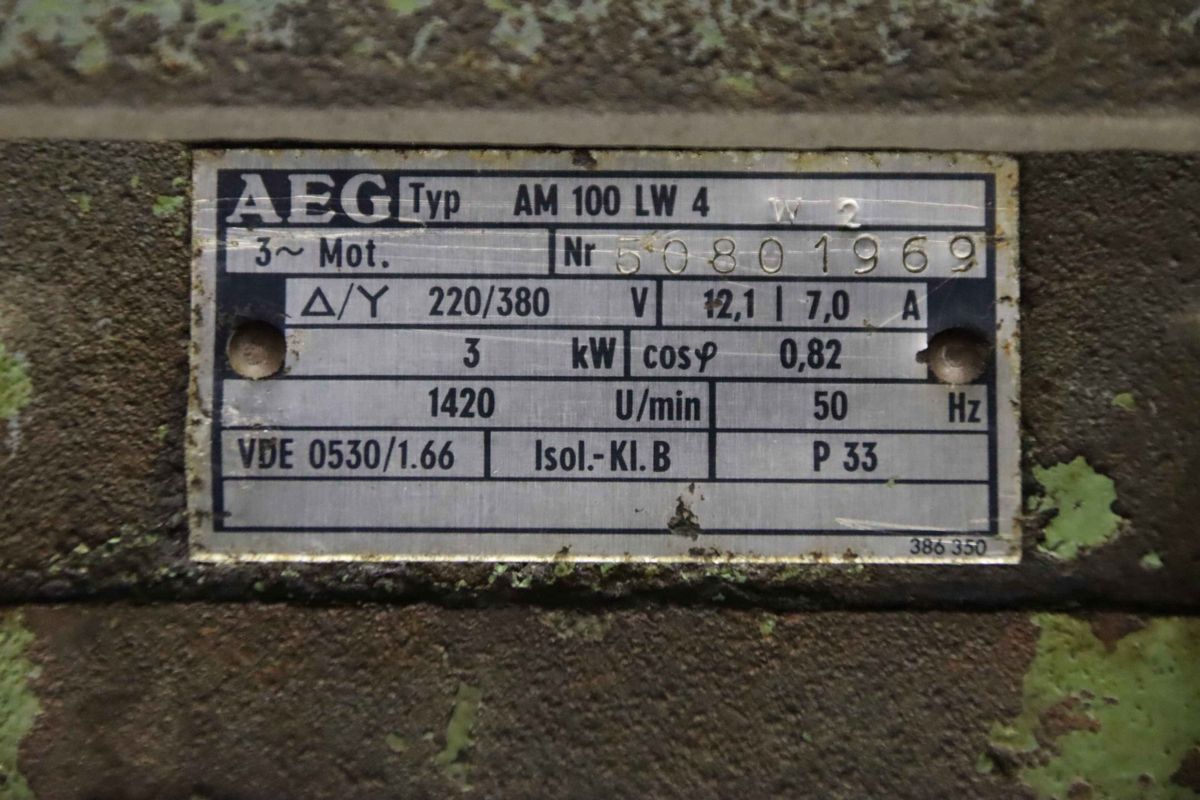 AEG Typ AM 100 LW 4 W 2
3~ Mot. Nr 50801969
Δ/Y 220/380 V 12,1 | 7,0 A
3 kW cosφ 0,82
1420 U/min 50 Hz
VDE 0530/1.66 Isol.-Kl. B P 33
386 350